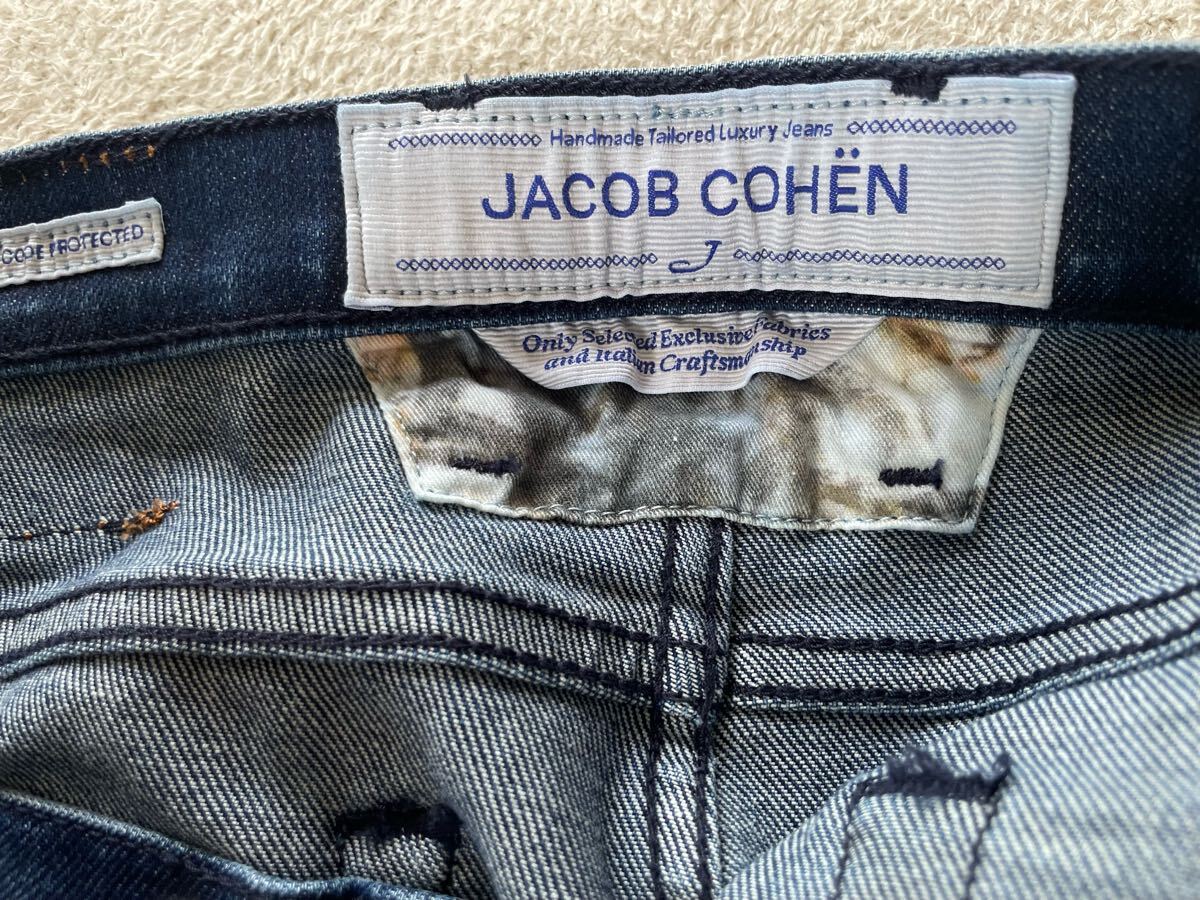 Handmade Tailored Luxury Jeans
JACOB COHËN
J
CODE PROTECTED
Only Selected Exclusive Fabrics
and Italian Craftsmanship